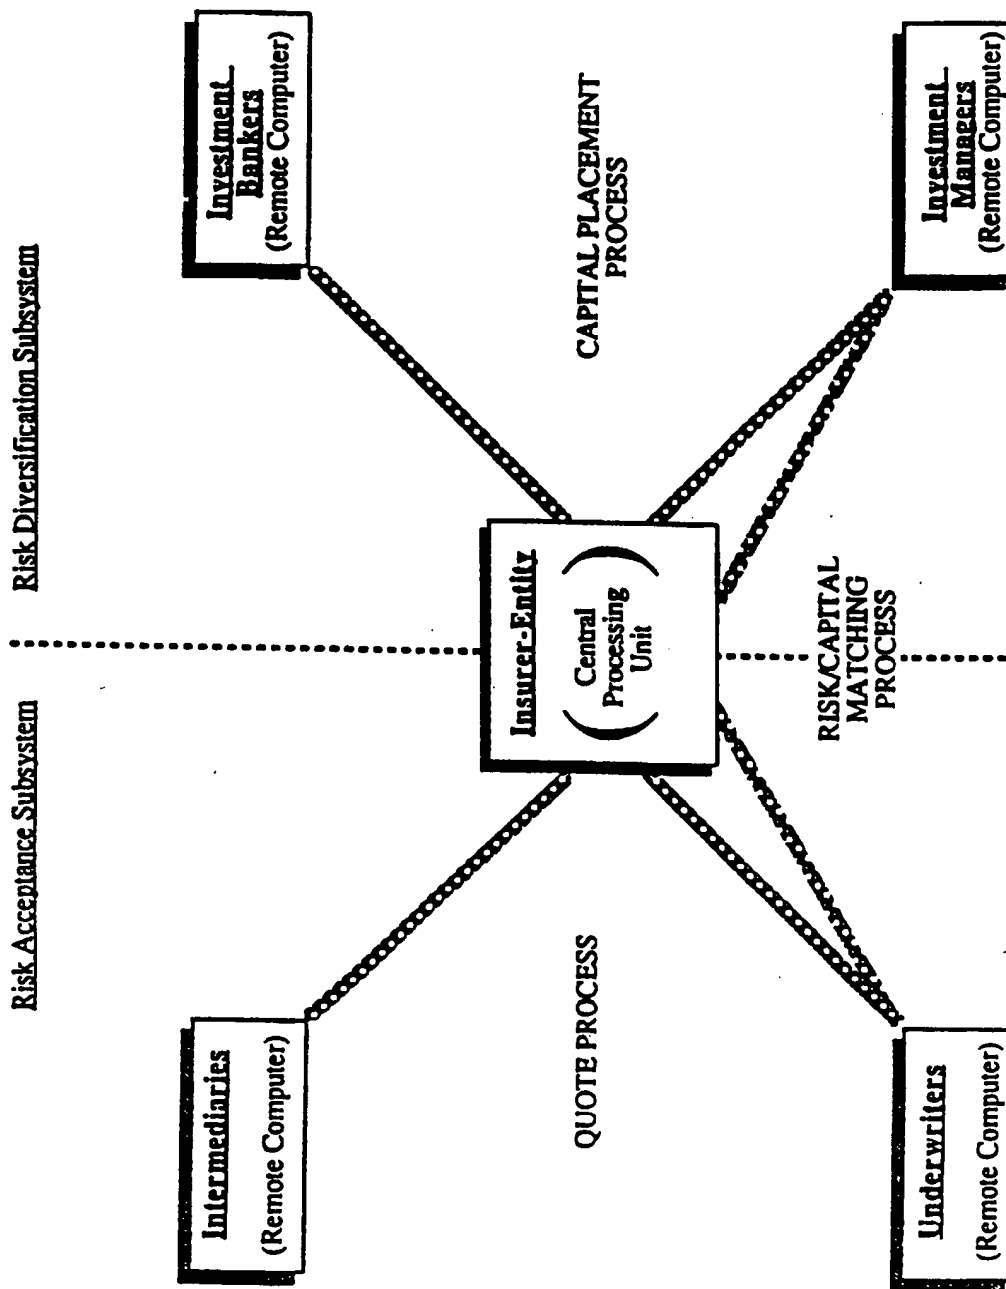 Risk Acceptance Subsystem
Risk Diversification Subsystem
Intermediaries
(Remote Computer)
Investment
Bankers
(Remote Computer)
Insurer-Entity
(Central
Processing
Unit)
QUOTE PROCESS
CAPITAL PLACEMENT
PROCESS
RISK/CAPITAL
MATCHING
PROCESS
Underwriters
(Remote Computer)
Investment
Managers
(Remote Computer)